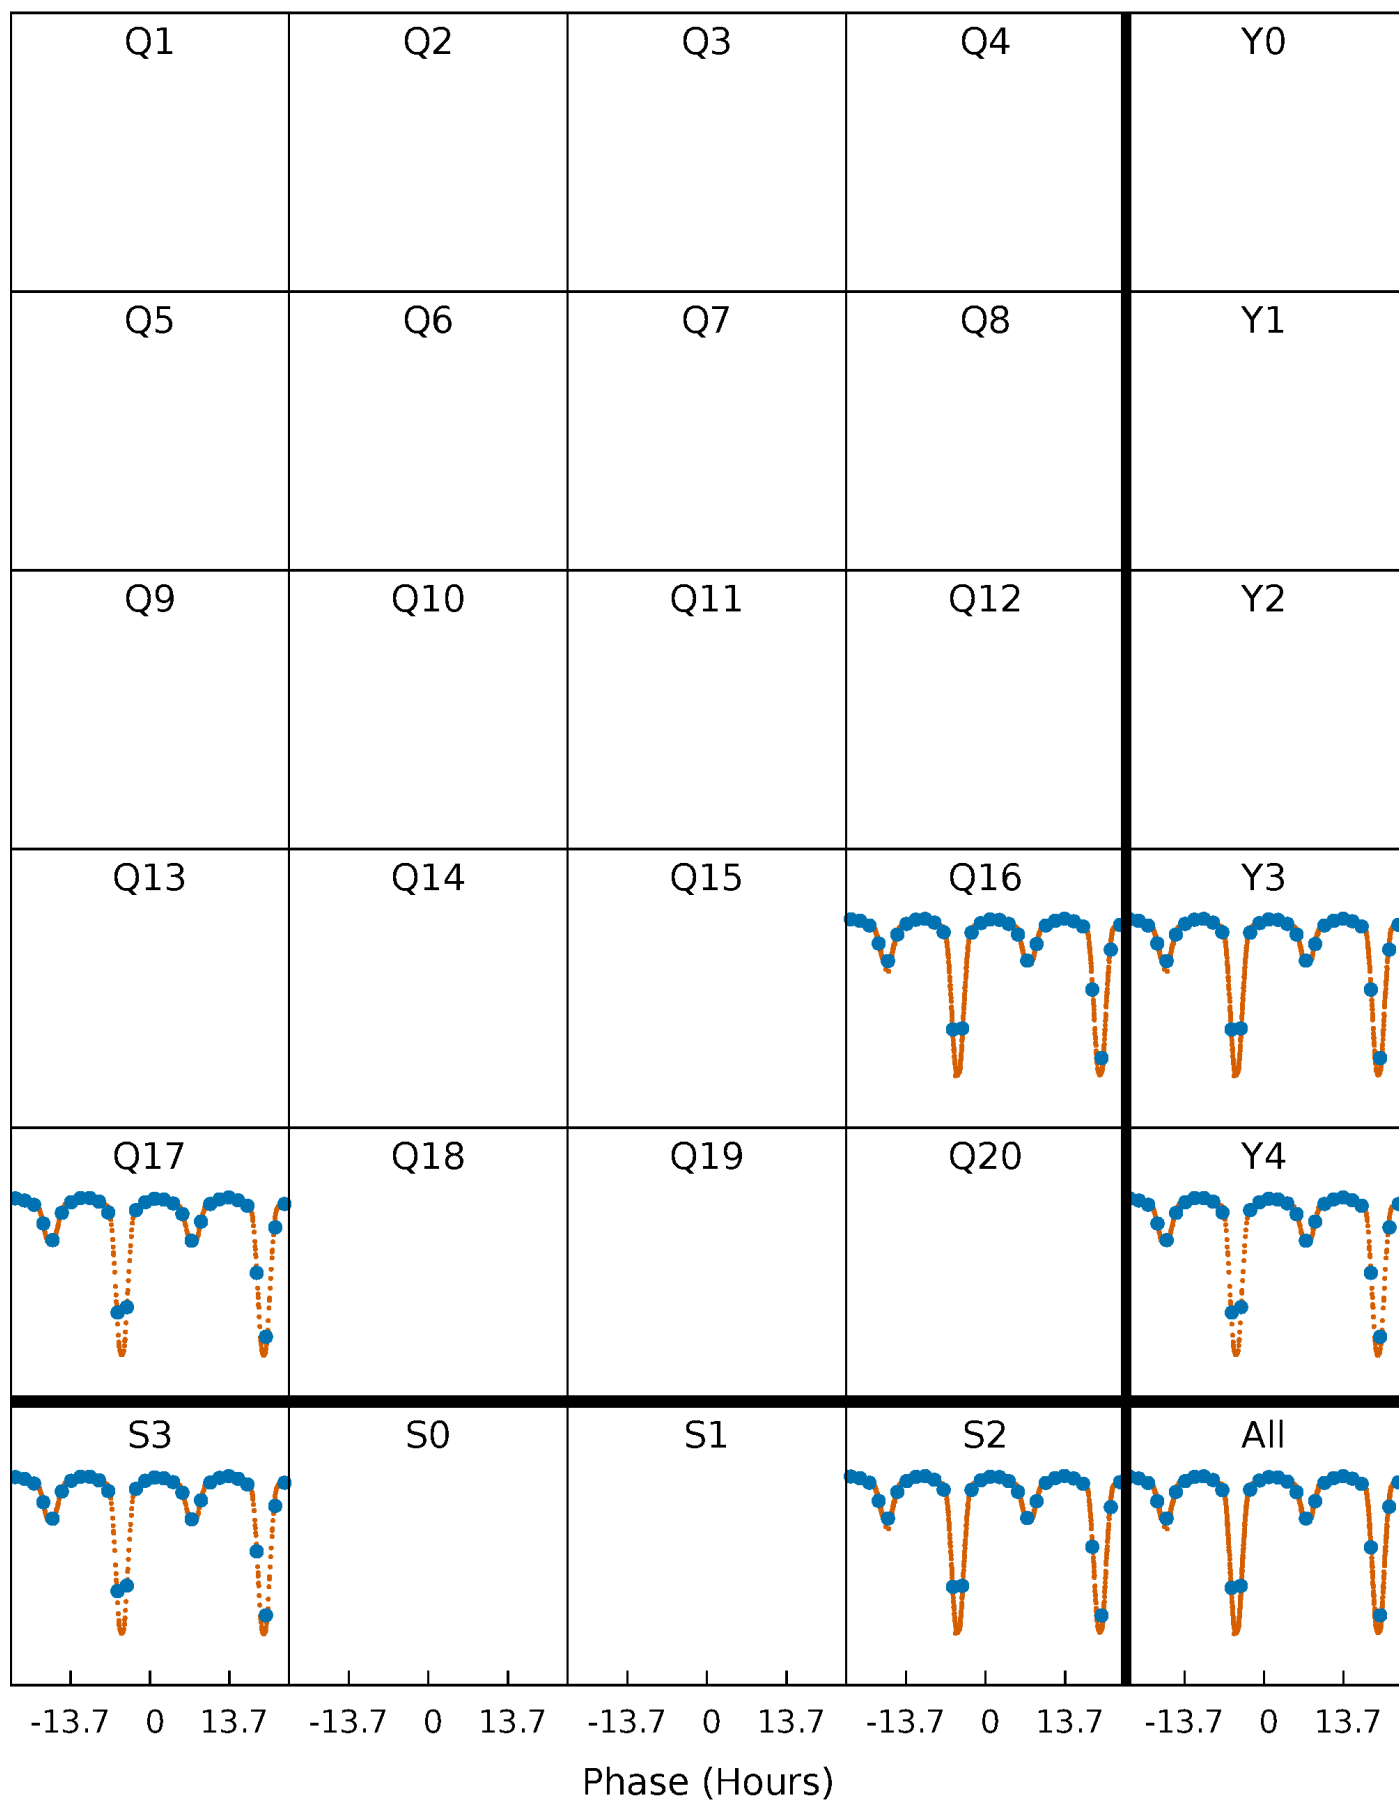 Q1 Q2 Q3 Q4 Y0
Q5 Q6 Q7 Q8 Y1
Q9 Q10 Q11 Q12 Y2
Q13 Q14 Q15 Q16 Y3
Q17 Q18 Q19 Q20 Y4
S3 S0 S1 S2 All
-13.7 0 13.7 -13.7 0 13.7 -13.7 0 13.7 -13.7 0 13.7 -13.7 0 13.7
Phase (Hours)